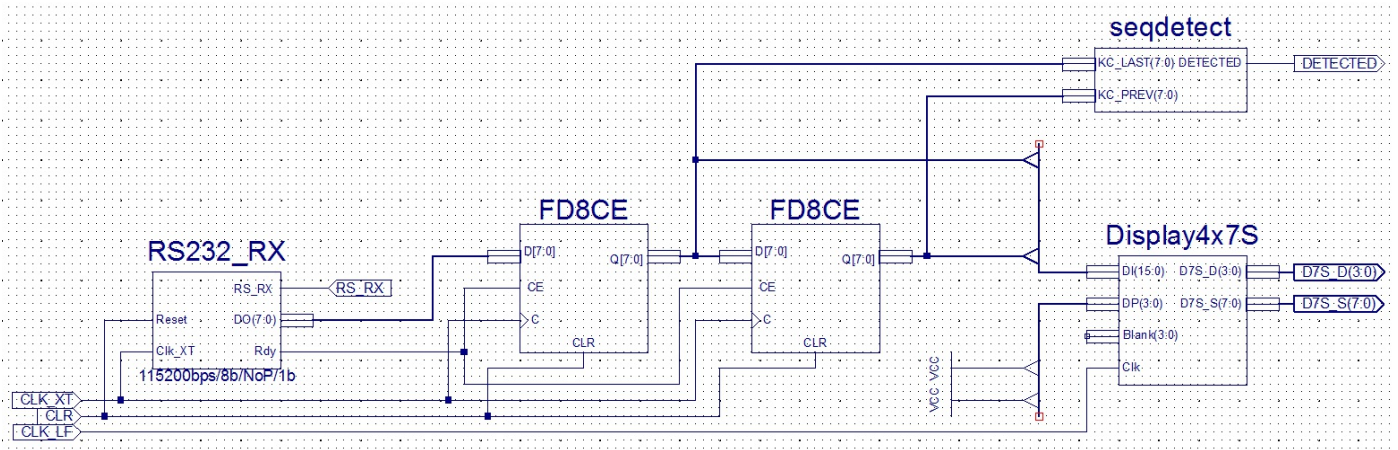 seqdetect
KC_LAST(7:0) DETECTED
DETECTED
KC_PREV(7:0)
FD8CE
FD8CE
Display4x7S
RS232_RX
D[7:0]
Q[7:0]
D[7:0]
Q[7:0]
DI(15:0) D7S_D(3:0)
D7S_D(3:0)
RS_RX
RS_RX
CE
CE
DP(3:0) D7S_S(7:0)
D7S_S(7:0)
Reset DO(7:0)
C
C
Blank(3:0)
CLR
CLR
Clk_XT Rdy
VCC VCC
Clk
115200bps/8b/NoP/1b
CLK_XT
CLR
CLK_LF